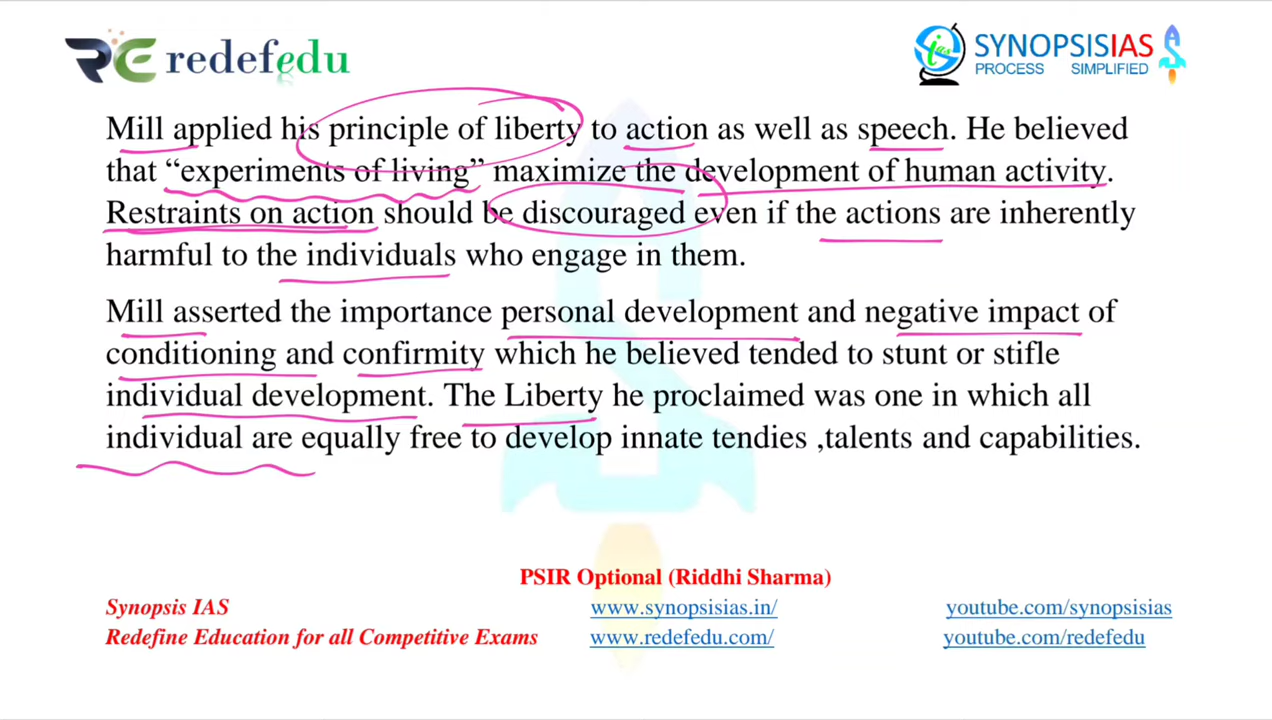 redefedu
SYNOPSISIAS
PROCESS SIMPLIFIED
Mill applied his principle of liberty to action as well as speech. He believed
that “experiments of living” maximize the development of human activity.
Restraints on action should be discouraged even if the actions are inherently
harmful to the individuals who engage in them.
Mill asserted the importance personal development and negative impact of
conditioning and confirmity which he believed tended to stunt or stifle
individual development. The Liberty he proclaimed was one in which all
individual are equally free to develop innate tendies ,talents and capabilities.
PSIR Optional (Riddhi Sharma)
Synopsis IAS www.synopsisias.in/ youtube.com/synopsisias
Redefine Education for all Competitive Exams www.redefedu.com/ youtube.com/redefedu